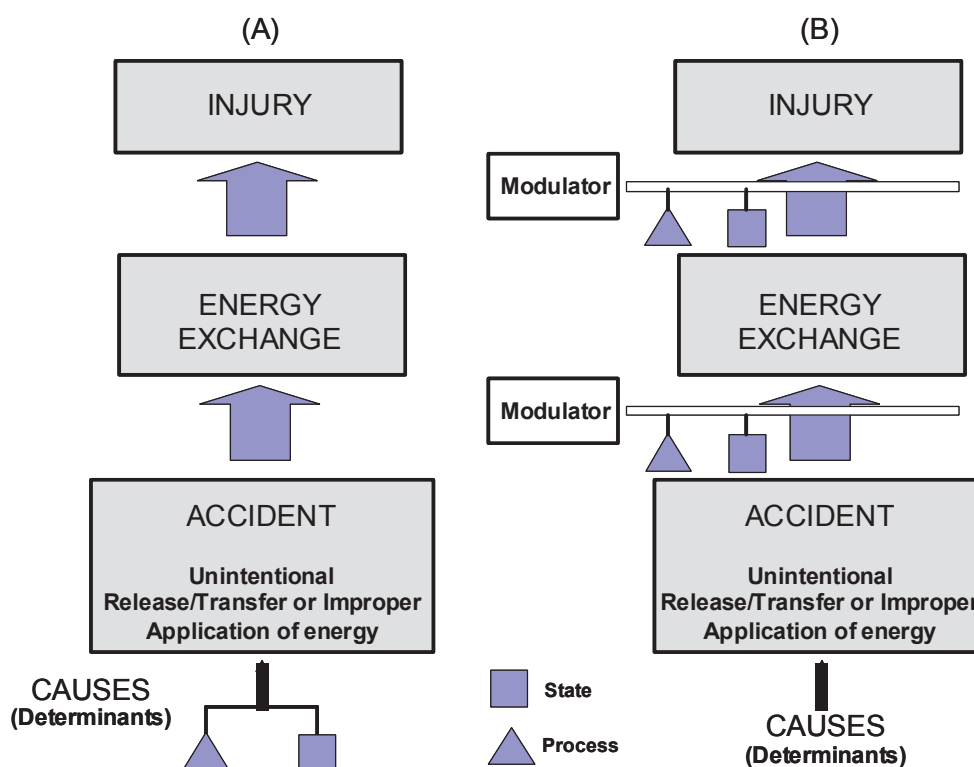 (A)
INJURY
ENERGY
EXCHANGE
ACCIDENT
Unintentional
Release/Transfer or Improper
Application of energy
CAUSES
(Determinants)
(B)
INJURY
Modulator
ENERGY
EXCHANGE
Modulator
ACCIDENT
Unintentional
Release/Transfer or Improper
Application of energy
CAUSES
(Determinants)
State
Process